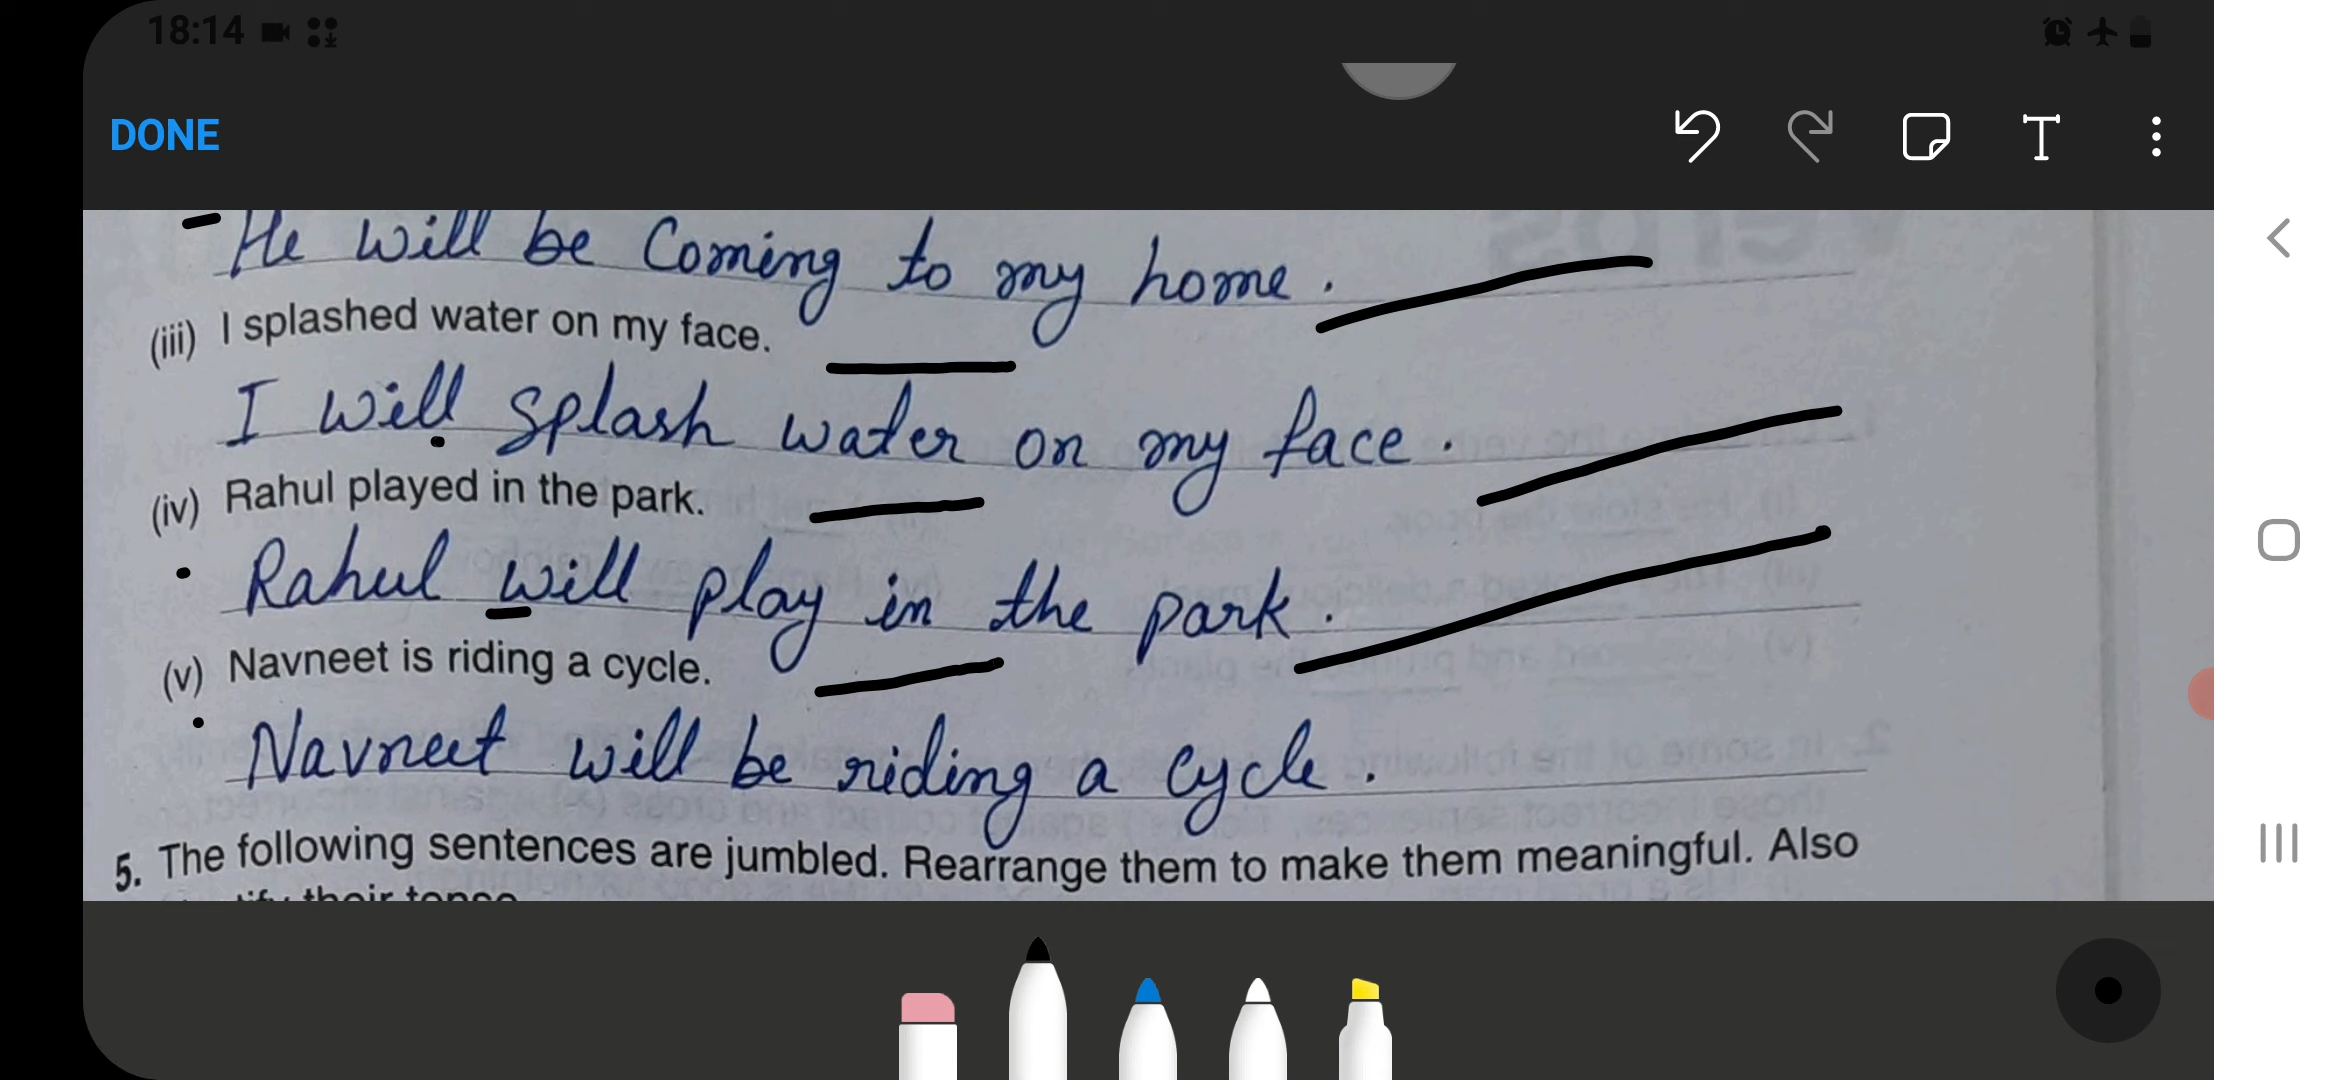 18:14
DONE
He will be Coming to my home.
(iii) I splashed water on my face.
I will splash water on my face.
(iv) Rahul played in the park.
Rahul will play in the park.
(v) Navneet is riding a cycle.
Navneet will be riding a cycle.
5. The following sentences are jumbled. Rearrange them to make them meaningful. Also
their tense